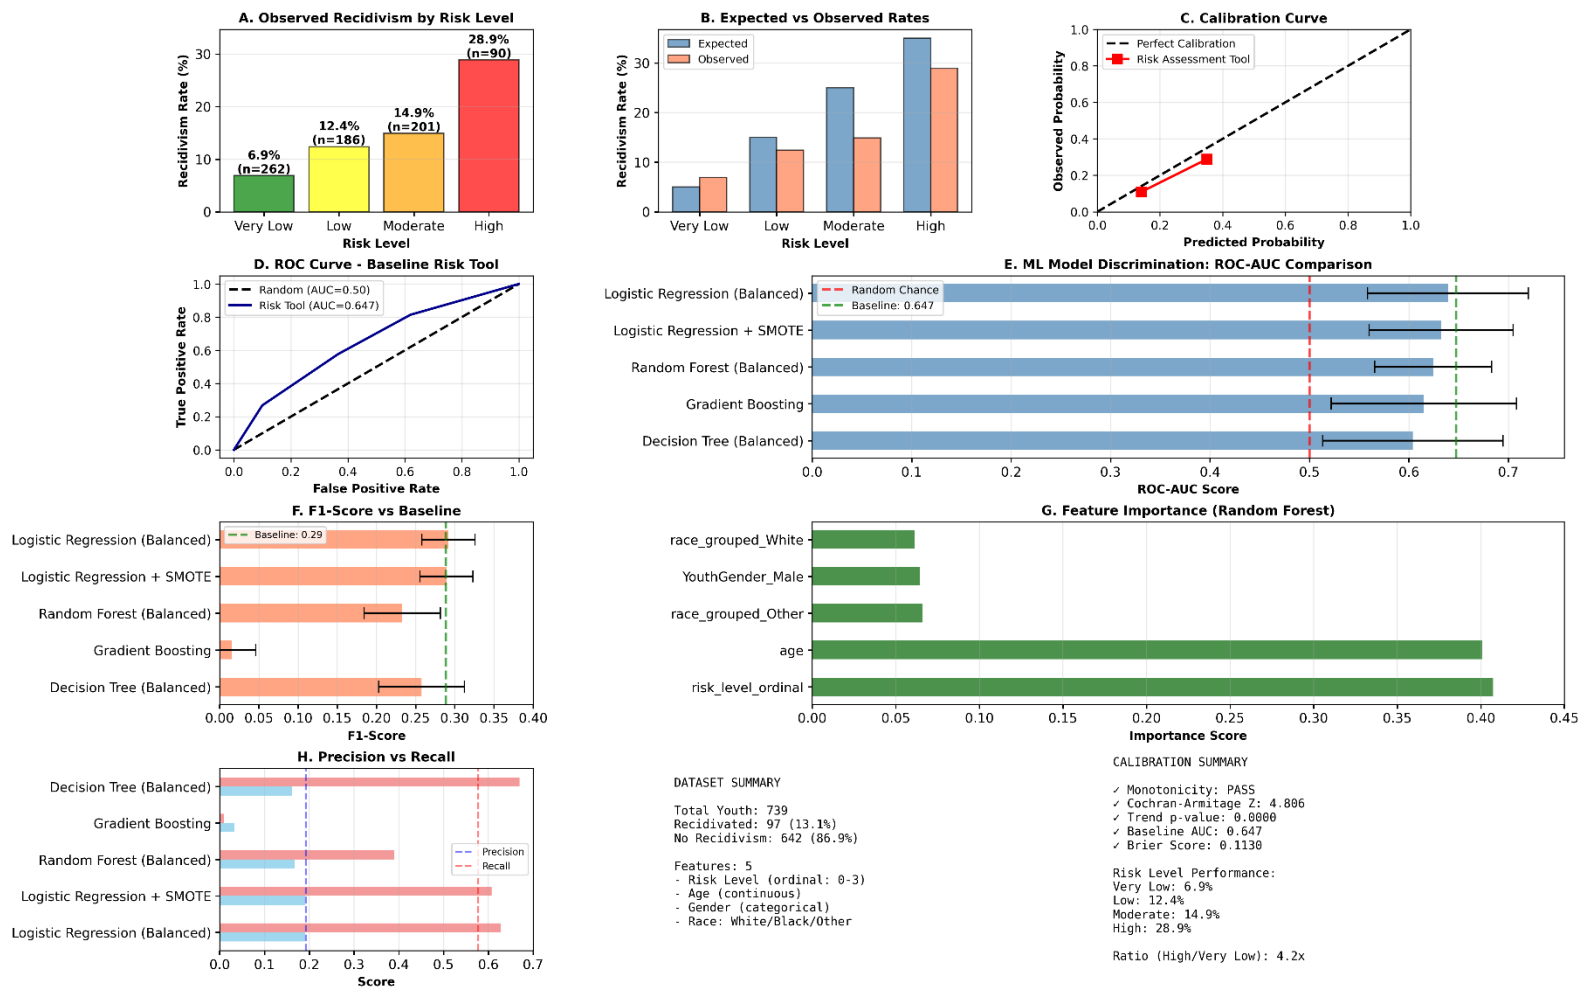 A. Observed Recidivism by Risk Level
Recidivism Rate (%)
30
20
10
0
6.9%
(n=262)
12.4%
(n=186)
14.9%
(n=201)
28.9%
(n=90)
Very Low
Low
Moderate
High
Risk Level
B. Expected vs Observed Rates
Expected
Observed
Recidivism Rate (%)
30
20
10
0
Very Low
Low
Moderate
High
Risk Level
C. Calibration Curve
Perfect Calibration
Risk Assessment Tool
Observed Probability
1.0
0.8
0.6
0.4
0.2
0.0
0.0
0.2
0.4
0.6
0.8
1.0
Predicted Probability
D. ROC Curve - Baseline Risk Tool
Random (AUC=0.50)
Risk Tool (AUC=0.647)
True Positive Rate
1.0
0.8
0.6
0.4
0.2
0.0
0.0
0.2
0.4
0.6
0.8
1.0
False Positive Rate
E. ML Model Discrimination: ROC-AUC Comparison
Random Chance
Baseline: 0.647
Logistic Regression (Balanced)
Logistic Regression + SMOTE
Random Forest (Balanced)
Gradient Boosting
Decision Tree (Balanced)
0.0
0.1
0.2
0.3
0.4
0.5
0.6
0.7
ROC-AUC Score
F. F1-Score vs Baseline
Baseline: 0.29
Logistic Regression (Balanced)
Logistic Regression + SMOTE
Random Forest (Balanced)
Gradient Boosting
Decision Tree (Balanced)
0.00
0.05
0.10
0.15
0.20
0.25
0.30
0.35
0.40
F1-Score
G. Feature Importance (Random Forest)
race_grouped_White
YouthGender_Male
race_grouped_Other
age
risk_level_ordinal
0.00
0.05
0.10
0.15
0.20
0.25
0.30
0.35
0.40
0.45
Importance Score
H. Precision vs Recall
Decision Tree (Balanced)
Gradient Boosting
Random Forest (Balanced)
Logistic Regression + SMOTE
Logistic Regression (Balanced)
Precision
Recall
0.0
0.1
0.2
0.3
0.4
0.5
0.6
0.7
Score
DATASET SUMMARY
Total Youth: 739
Recidivated: 97 (13.1%)
No Recidivism: 642 (86.9%)
Features: 5
- Risk Level (ordinal: 0-3)
- Age (continuous)
- Gender (categorical)
- Race: White/Black/Other
CALIBRATION SUMMARY
✓ Monotonicity: PASS
✓ Cochran-Armitage Z: 4.806
✓ Trend p-value: 0.0000
✓ Baseline AUC: 0.647
✓ Brier Score: 0.1130
Risk Level Performance:
Very Low: 6.9%
Low: 12.4%
Moderate: 14.9%
High: 28.9%
Ratio (High/Very Low): 4.2x